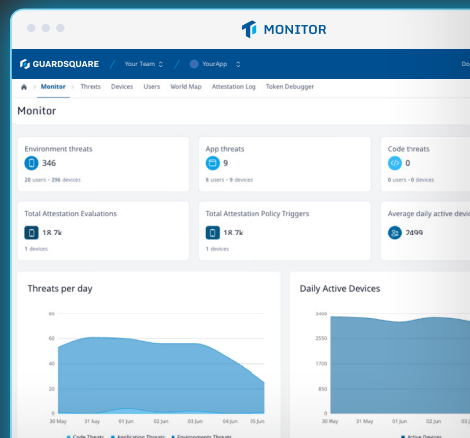 MONITOR
GUARDSQUARE / Your Team / YourApp
Monitor > Threats Devices Users World Map Attestation Log Token Debugger
Monitor
Environment threats
346
28 users - 296 devices
App threats
9
8 users - 9 devices
Code threats
0
0 users - 0 devices
Total Attestation Evaluations
18.7k
1 devices
Total Attestation Policy Triggers
18.7k
1 devices
Average daily active
2499
Threats per day
80
60
40
20
0
30 May 31 May 01 Jun 02 Jun 03 Jun 04 Jun 05 Jun
Code Threats Application Threats Environments Threats
Daily Active Devices
3400
2550
1700
850
0
30 May 31 May 01 Jun 02 Jun
Active Devices